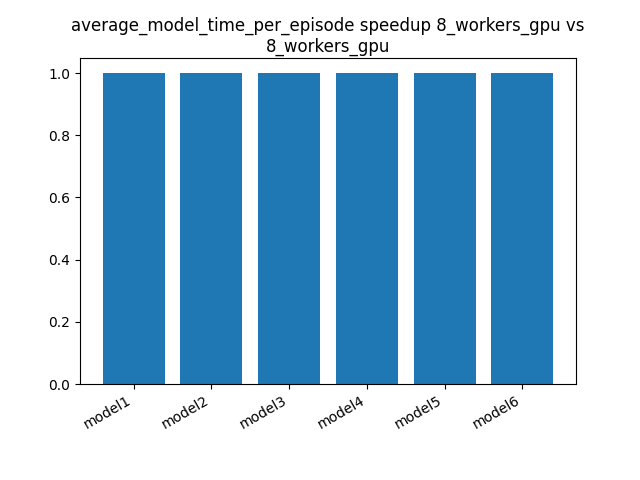 average_model_time_per_episode speedup 8_workers_gpu vs
8_workers_gpu
1.0
0.8
0.6
0.4
0.2
0.0
model1
model2
model3
model4
model5
model6